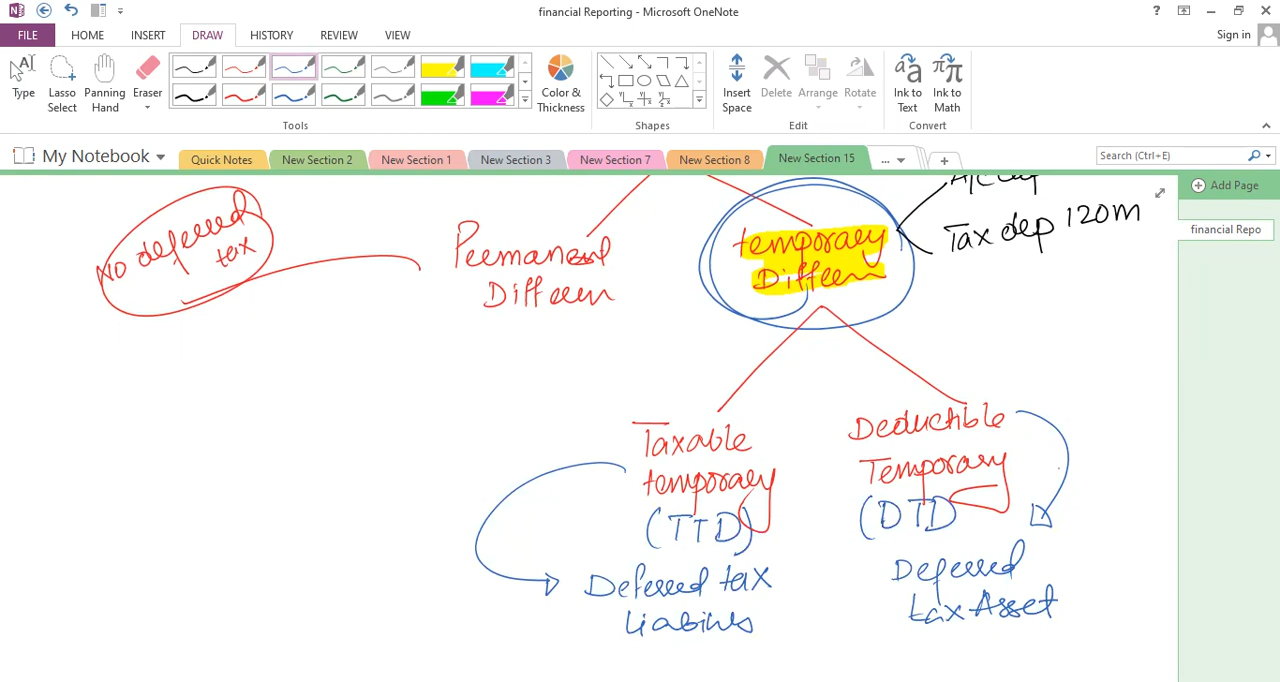 financial Reporting - Microsoft OneNote
Sign in
FILE HOME INSERT DRAW HISTORY REVIEW VIEW
Type
Lasso Select
Panning Hand
Eraser
Color & Thickness
Insert Space
Delete
Arrange
Rotate
Ink to Text
Ink to Math
Tools
Shapes
Edit
Convert
My Notebook
Quick Notes
New Section 2
New Section 1
New Section 3
New Section 7
New Section 8
New Section 15
...
Search (Ctrl+E)
Add Page
financial Repo
A/C dep
Tax dep 120m
No deferred
tax
Permanent
Differen
temporary
Differen
Taxable
temporary
(TTD)
Deferred tax
Deductible
Temporary
(DTD
Deferred
tax Asset